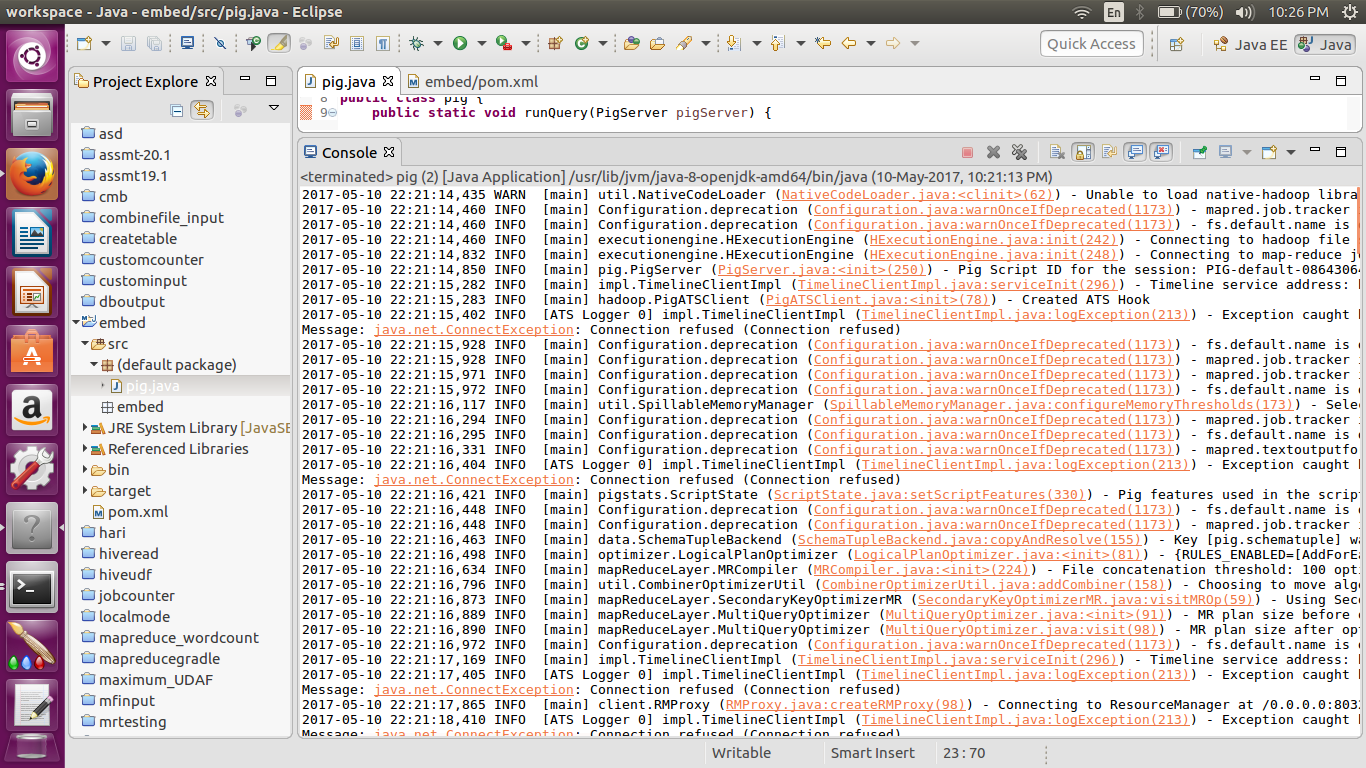 workspace - Java - embed/src/pig.java - Eclipse
En
(70%)
10:26 PM
Quick Access
Java EE
Java
Project Explore
pig.java
embed/pom.xml
8 public class pig {
9 public static void runQuery(PigServer pigServer) {
asd
assmt-20.1
assmt19.1
cmb
combinefile_input
createtable
customcounter
custominput
dboutput
embed
src
(default package)
pig.java
embed
JRE System Library [JavaSE
Referenced Libraries
bin
target
pom.xml
hari
hiveread
hiveudf
jobcounter
localmode
mapreduce_wordcount
mapreducegradle
maximum_UDAF
mfinput
mrtesting
Console
<terminated> pig (2) [Java Application] /usr/lib/jvm/java-8-openjdk-amd64/bin/java (10-May-2017, 10:21:13 PM)
2017-05-10 22:21:14,435 WARN [main] util.NativeCodeLoader (NativeCodeLoader.java:<clinit>(62)) - Unable to load native-hadoop libra
2017-05-10 22:21:14,460 INFO [main] Configuration.deprecation (Configuration.java:warnOnceIfDeprecated(1173)) - mapred.job.tracker
2017-05-10 22:21:14,460 INFO [main] Configuration.deprecation (Configuration.java:warnOnceIfDeprecated(1173)) - fs.default.name is
2017-05-10 22:21:14,460 INFO [main] executionengine.HExecutionEngine (HExecutionEngine.java:init(242)) - Connecting to hadoop file
2017-05-10 22:21:14,832 INFO [main] executionengine.HExecutionEngine (HExecutionEngine.java:init(248)) - Connecting to map-reduce
2017-05-10 22:21:14,850 INFO [main] pig.PigServer (PigServer.java:<init>(250)) - Pig Script ID for the session: PIG-default-0864306
2017-05-10 22:21:15,282 INFO [main] impl.TimelineClientImpl (TimelineClientImpl.java:serviceInit(296)) - Timeline service address:
2017-05-10 22:21:15,283 INFO [main] hadoop.PigATSClient (PigATSClient.java:<init>(78)) - Created ATS Hook
2017-05-10 22:21:15,402 INFO [ATS Logger 0] impl.TimelineClientImpl (TimelineClientImpl.java:logException(213)) - Exception caught
Message: java.net.ConnectException: Connection refused (Connection refused)
2017-05-10 22:21:15,928 INFO [main] Configuration.deprecation (Configuration.java:warnOnceIfDeprecated(1173)) - fs.default.name is
2017-05-10 22:21:15,928 INFO [main] Configuration.deprecation (Configuration.java:warnOnceIfDeprecated(1173)) - mapred.job.tracker
2017-05-10 22:21:15,971 INFO [main] Configuration.deprecation (Configuration.java:warnOnceIfDeprecated(1173)) - mapred.job.tracker
2017-05-10 22:21:15,972 INFO [main] Configuration.deprecation (Configuration.java:warnOnceIfDeprecated(1173)) - fs.default.name is
2017-05-10 22:21:16,117 INFO [main] util.SpillableMemoryManager (SpillableMemoryManager.java:configureMemoryThresholds(173)) - Sele
2017-05-10 22:21:16,294 INFO [main] Configuration.deprecation (Configuration.java:warnOnceIfDeprecated(1173)) - mapred.job.tracker
2017-05-10 22:21:16,295 INFO [main] Configuration.deprecation (Configuration.java:warnOnceIfDeprecated(1173)) - fs.default.name is
2017-05-10 22:21:16,331 INFO [main] Configuration.deprecation (Configuration.java:warnOnceIfDeprecated(1173)) - mapred.textoutputfo
2017-05-10 22:21:16,404 INFO [ATS Logger 0] impl.TimelineClientImpl (TimelineClientImpl.java:logException(213)) - Exception caught
Message: java.net.ConnectException: Connection refused (Connection refused)
2017-05-10 22:21:16,421 INFO [main] pigstats.ScriptState (ScriptState.java:setScriptFeatures(330)) - Pig features used in the script
2017-05-10 22:21:16,448 INFO [main] Configuration.deprecation (Configuration.java:warnOnceIfDeprecated(1173)) - fs.default.name is
2017-05-10 22:21:16,448 INFO [main] Configuration.deprecation (Configuration.java:warnOnceIfDeprecated(1173)) - mapred.job.tracker
2017-05-10 22:21:16,463 INFO [main] data.SchemaTupleBackend (SchemaTupleBackend.java:copyAndResolve(155)) - Key [pig.schematuple] wa
2017-05-10 22:21:16,498 INFO [main] optimizer.LogicalPlanOptimizer (LogicalPlanOptimizer.java:<init>(81)) - {RULES_ENABLED=[AddForEa
2017-05-10 22:21:16,634 INFO [main] mapReduceLayer.MRCompiler (MRCompiler.java:<init>(224)) - File concatenation threshold: 100 opti
2017-05-10 22:21:16,796 INFO [main] util.CombinerOptimizerUtil (CombinerOptimizerUtil.java:addCombiner(158)) - Choosing to move algo
2017-05-10 22:21:16,873 INFO [main] mapReduceLayer.SecondaryKeyOptimizerMR (SecondaryKeyOptimizerMR.java:visitMROp(59)) - Using Seco
2017-05-10 22:21:16,889 INFO [main] mapReduceLayer.MultiQueryOptimizer (MultiQueryOptimizer.java:<init>(91)) - MR plan size before
2017-05-10 22:21:16,890 INFO [main] mapReduceLayer.MultiQueryOptimizer (MultiQueryOptimizer.java:visit(98)) - MR plan size after opt
2017-05-10 22:21:16,972 INFO [main] Configuration.deprecation (Configuration.java:warnOnceIfDeprecated(1173)) - fs.default.name is
2017-05-10 22:21:17,169 INFO [main] impl.TimelineClientImpl (TimelineClientImpl.java:serviceInit(296)) - Timeline service address:
2017-05-10 22:21:17,405 INFO [ATS Logger 0] impl.TimelineClientImpl (TimelineClientImpl.java:logException(213)) - Exception caught
Message: java.net.ConnectException: Connection refused (Connection refused)
2017-05-10 22:21:17,865 INFO [main] client.RMProxy (RMProxy.java:createRMProxy(98)) - Connecting to ResourceManager at /0.0.0.0:8032
2017-05-10 22:21:18,410 INFO [ATS Logger 0] impl.TimelineClientImpl (TimelineClientImpl.java:logException(213)) - Exception caught
Message: java.net.ConnectException: Connection refused (Connection refused)
Writable
Smart Insert
23 : 70